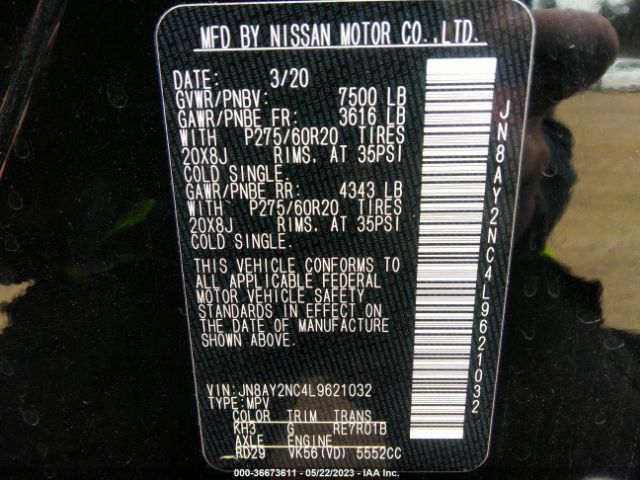 MFD BY NISSAN MOTOR CO.,LTD.
DATE: 3/20
GVWR/PNBV: 7500 LB
GAWR/PNBE FR: 3616 LB
WITH P275/60R20 TIRES
20X8J RIMS, AT 35PSI
COLD SINGLE.
GAWR/PNBE RR: 4343 LB
WITH P275/60R20 TIRES
20X8J RIMS, AT 35PSI
COLD SINGLE.
THIS VEHICLE CONFORMS TO
ALL APPLICABLE FEDERAL
MOTOR VEHICLE SAFETY
STANDARDS IN EFFECT ON
THE DATE OF MANUFACTURE
SHOWN ABOVE.
VIN: JN8AY2NC4L9621032
TYPE: MPV
COLOR TRIM TRANS
KH3 G RE7R01B
AXLE ENGINE
RD29 VK56(VD) 5552CC
JN8AY2NC4L9621032
000-36673611 - 05/22/2023 - IAA Inc.